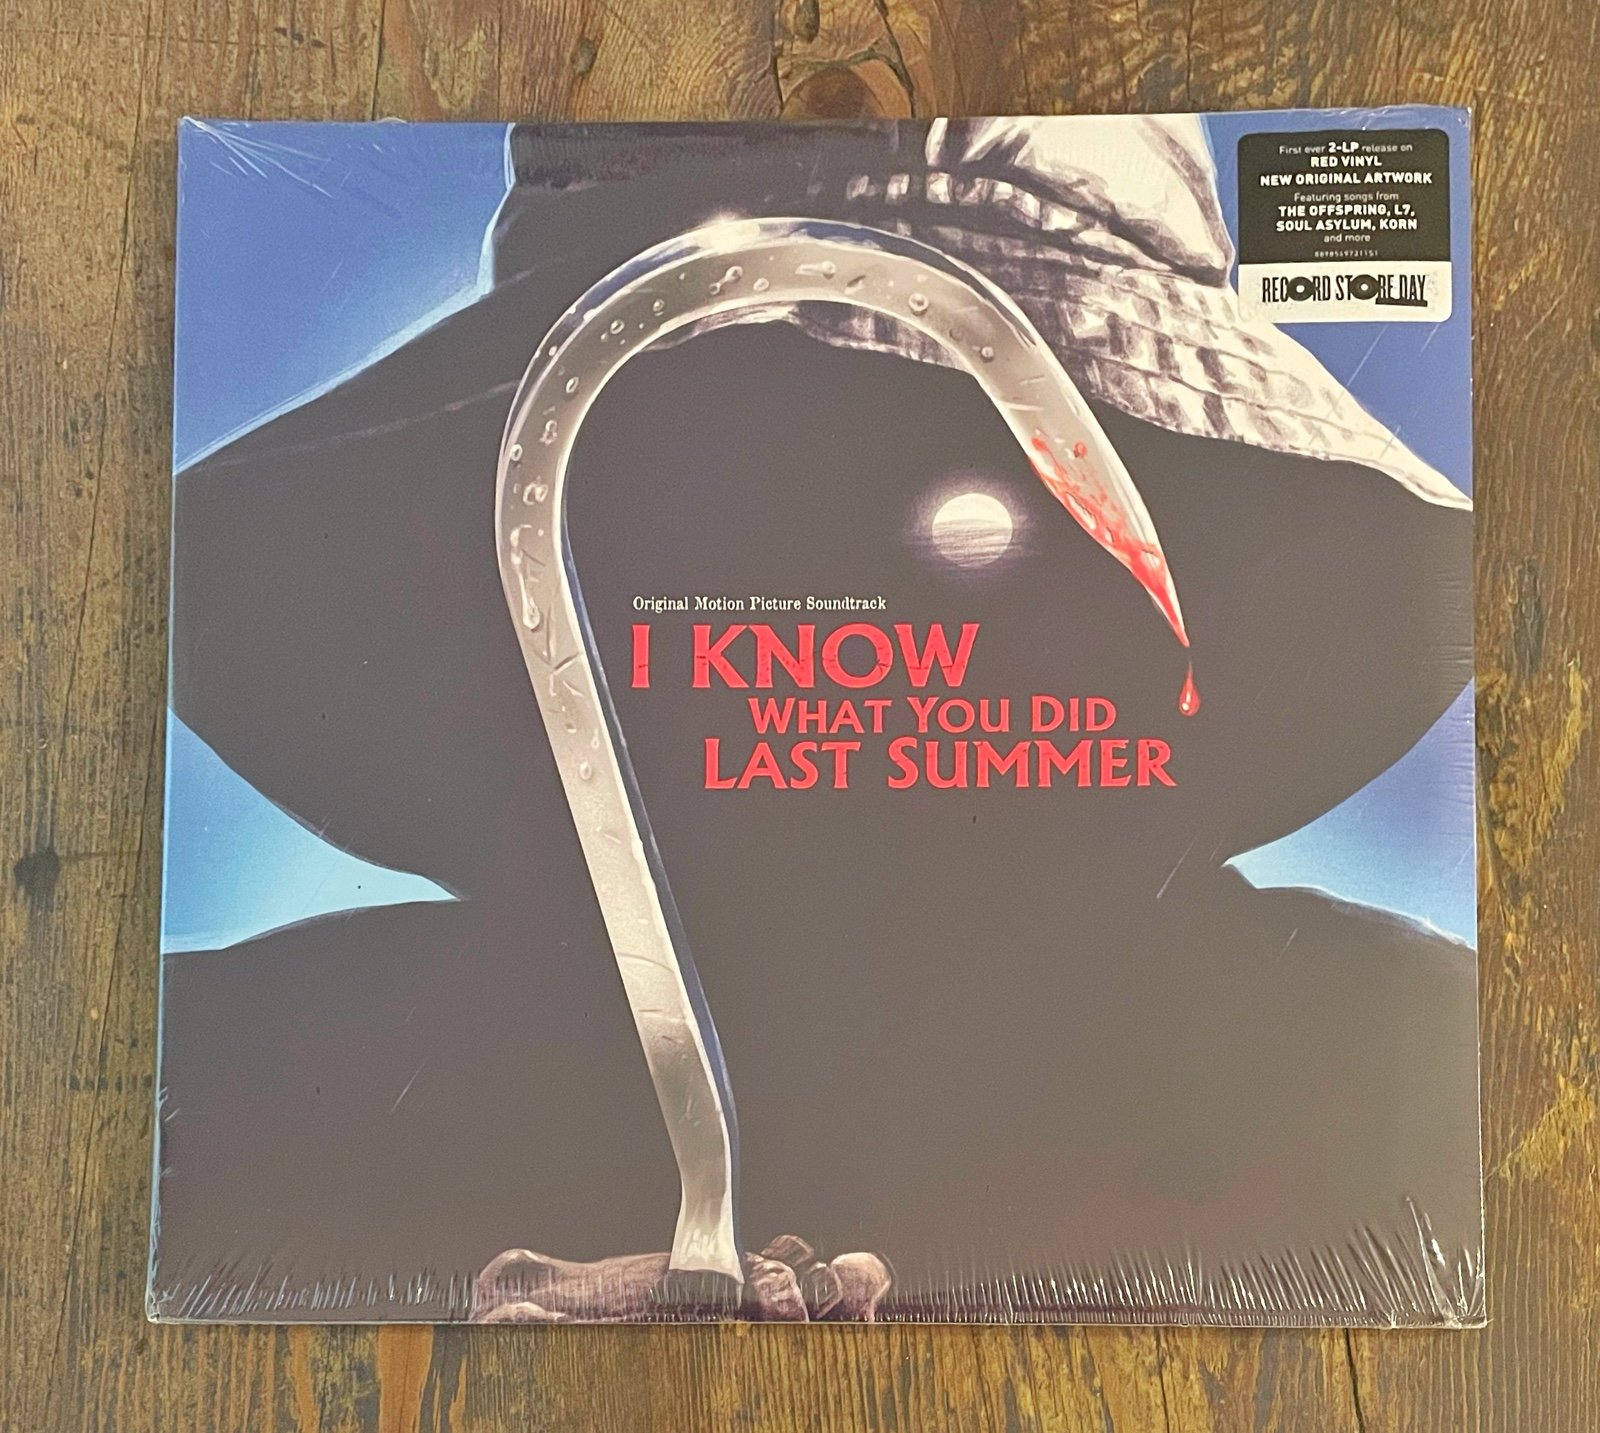 First ever 2-LP release on
RED VINYL
NEW ORIGINAL ARTWORK
Featuring songs from
THE OFFSPRING, L7,
SOUL ASYLUM, KORN
and more
RECORD STORE DAY
Original Motion Picture Soundtrack
I KNOW
WHAT YOU DID
LAST SUMMER